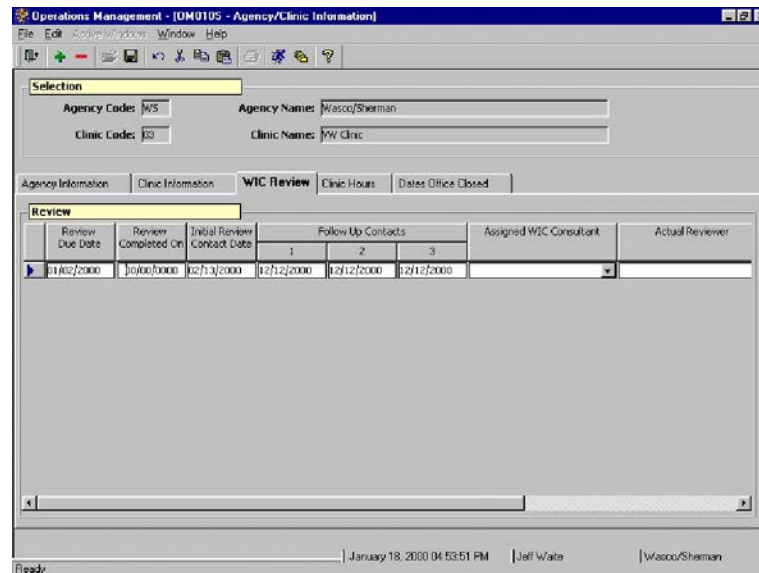 Operations Management - [OM010S - Agency/Clinic Information]
File Edit Active Windows Window Help
Selection
Agency Code: WS Agency Name: Wasco/Sherman
Clinic Code: 03 Clinic Name: VW Clinic
Agency Information Clinic Information WIC Review Clinic Hours Dates Office Closed
Review
Review Due Date Review Completed On Initial Review Contact Date Follow Up Contacts 1 2 3 Assigned WIC Consultant Actual Reviewer
01/02/2000 00/00/0000 02/13/2000 12/12/2000 12/12/2000 12/12/2000
January 18, 2000 04:53:51 PM Jeff Waite Wasco/Sherman
Ready